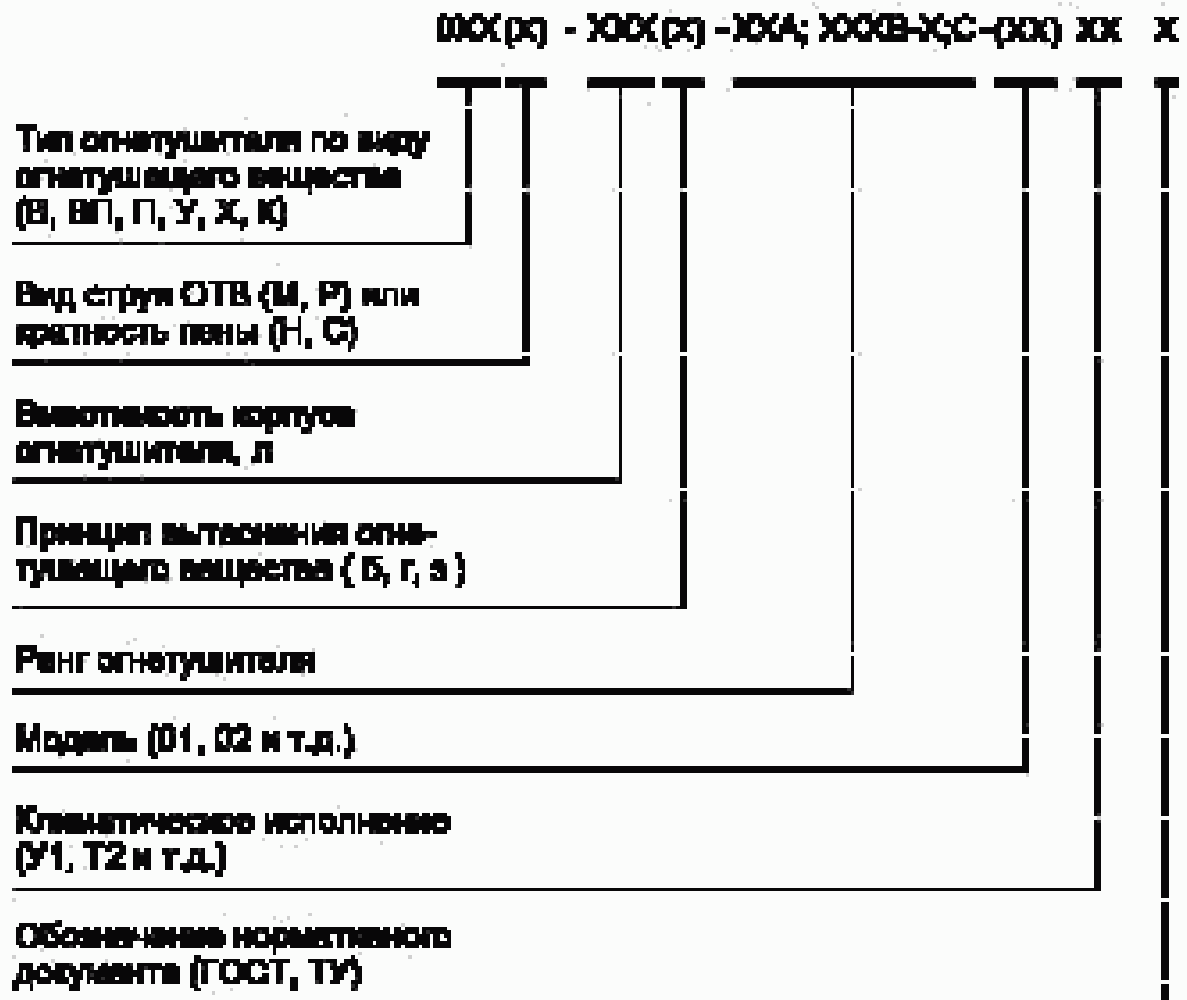 ОХХ(Х) - ХХХ(Х) -ХХА; ХХХВ-Х;С-(ХХ) ХХ Х
Тип огнетушителя по виду
огнетушащего вещества
(В, ВП, П, У, Х, К)
Вид струи ОТВ (М, Р) или
кратность пены (Н, С)
Вместимость корпуса
огнетушителя, л
Принцип вытеснения огне-
тушащего вещества ( Б, г, з )
Ранг огнетушителя
Модель (01, 02 и т.д.)
Климатическое исполнение
(У1, Т2 и т.д.)
Обозначение нормативного
документа (ГОСТ, ТУ)